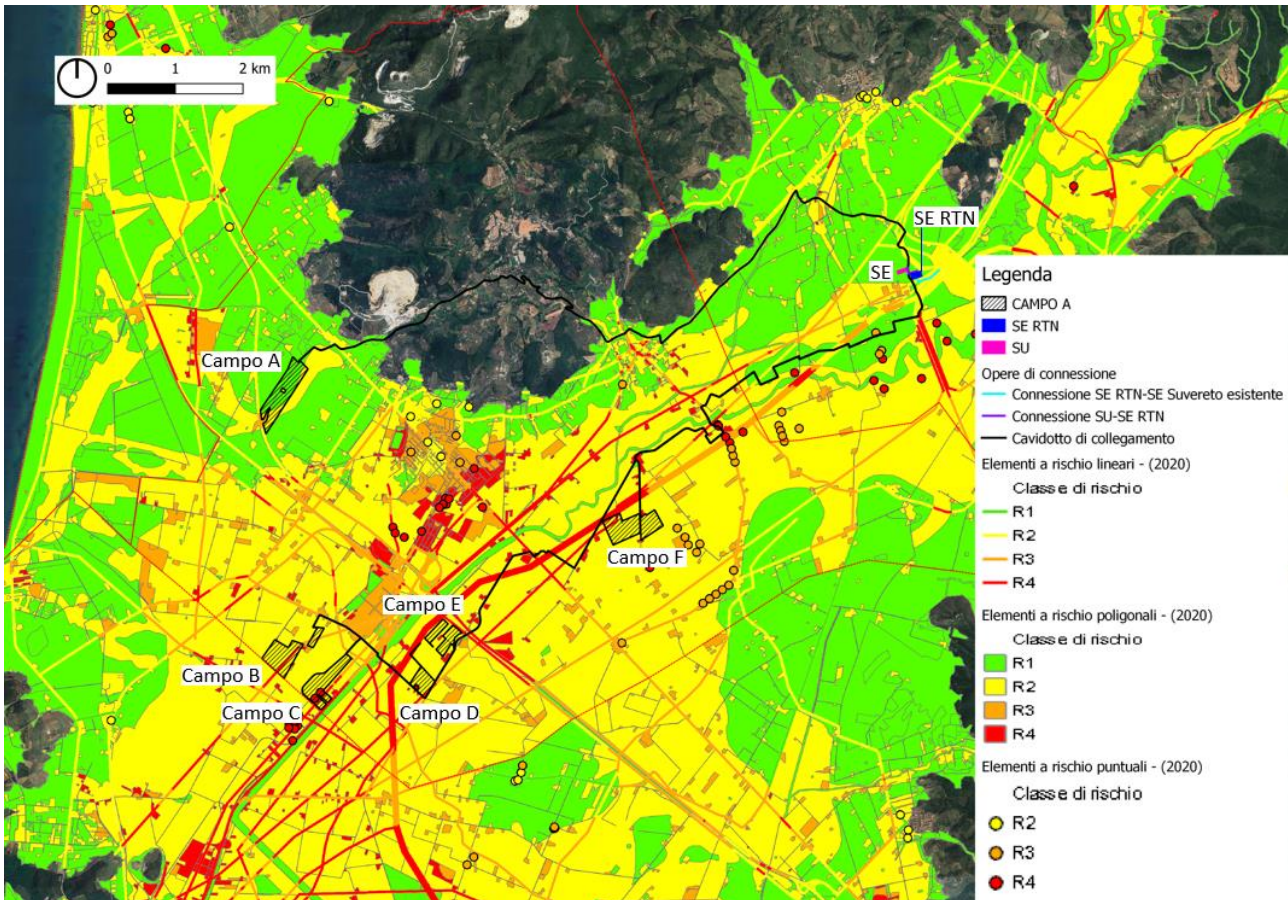 0 1 2 km
SE RTN
SE
Campo A
Campo F
Campo E
Campo B
Campo C
Campo D
Legenda
CAMPO A
SE RTN
SU
Opere di connessione
Connessione SE RTN-SE Suvereto esistente
Connessione SU-SE RTN
Cavidotto di collegamento
Elementi a rischio lineari - (2020)
Classe di rischio
R1
R2
R3
R4
Elementi a rischio poligonali - (2020)
Classe di rischio
R1
R2
R3
R4
Elementi a rischio puntuali - (2020)
Classe di rischio
R2
R3
R4